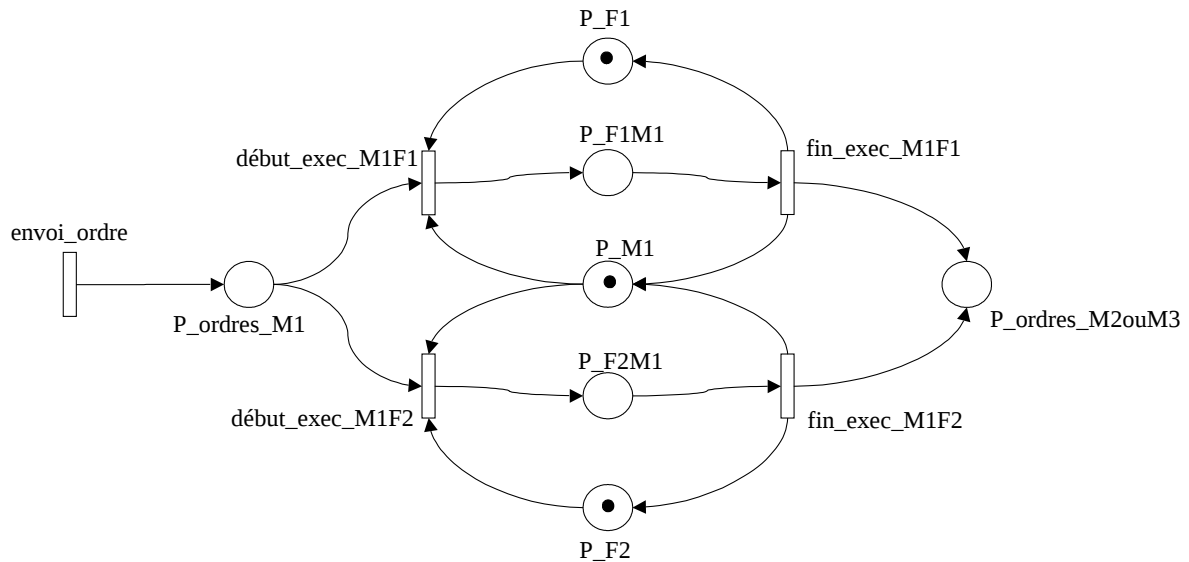 P_F1
P_F1M1
début_exec_M1F1
fin_exec_M1F1
envoi_ordre
P_M1
P_ordres_M1
P_ordres_M2ouM3
P_F2M1
début_exec_M1F2
fin_exec_M1F2
P_F2